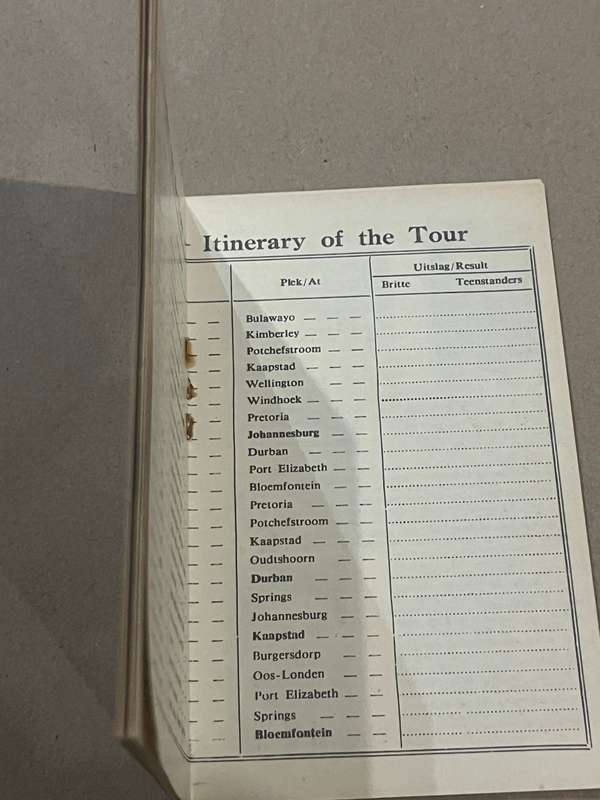 - Itinerary of the Tour
Uitslag/Result
Plek/At
Britte Teenstanders
Bulawayo — — —
Kimberley — — —
Potchefstroom — —
Kaapstad — — —
Wellington — —
Windhoek — — —
Pretoria — — —
Johannesburg — —
Durban — — —
Port Elizabeth — —
Bloemfontein — —
Pretoria — — —
Potchefstroom — —
Kaapstad — — —
Oudtshoorn — —
Durban — — —
Springs — — —
Johannesburg — —
Kaapstad — — —
Burgersdorp — —
Oos-Londen — —
Port Elizabeth — —
Springs — — —
Bloemfontein — —